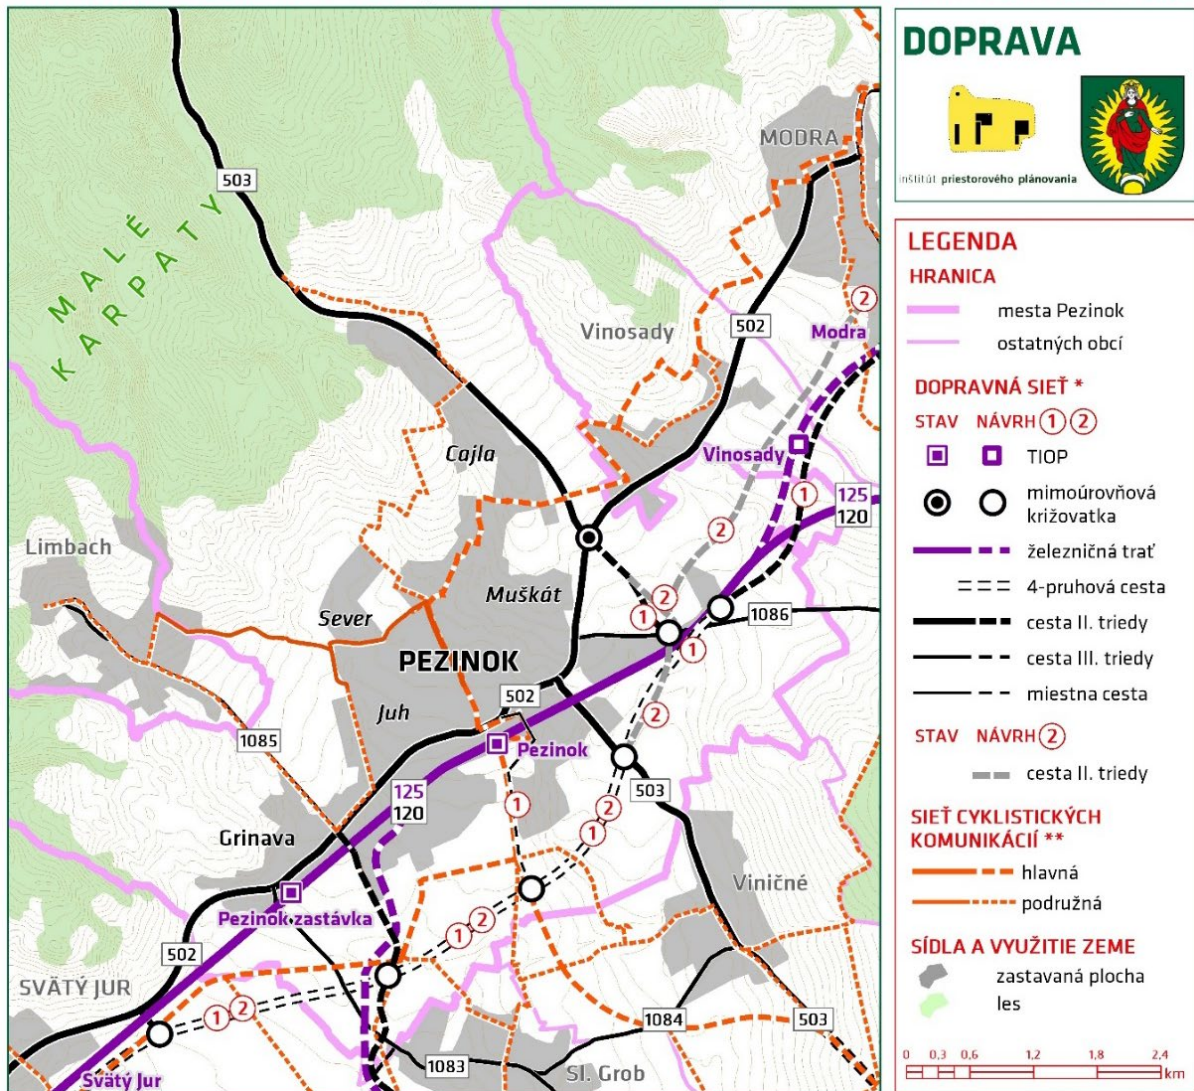 503
MALÉ
KARPATY
MODRA
2
Vinosady
502
Modra
Cajla
Vinosady
1
125
120
2
Limbach
Muškát
Sever
2
1
1086
1
PEZINOK
502
Juh
2
1085
Pezinok
503
125
120
1
2
1
Grinava
Viničné
Pezinok zastávka
2
1
502
SVÄTÝ JUR
1
2
1084
503
1083
Sl. Grob
Svätý Jur
DOPRAVA
inštitút priestorového plánovania
LEGENDA
HRANICA
mesta Pezinok
ostatných obcí
DOPRAVNÁ SIEŤ *
STAV NÁVRH 1 2
TIOP
mimoúrovňová
križovatka
železničná trať
4-pruhová cesta
cesta II. triedy
cesta III. triedy
miestna cesta
STAV NÁVRH 2
cesta II. triedy
SIEŤ CYKLISTICKÝCH
KOMUNIKÁCIÍ **
hlavná
podružná
SÍDLA A VYUŽITIE ZEME
zastavaná plocha
les
0 0,3 0,6 1,2 1,8 2,4
km